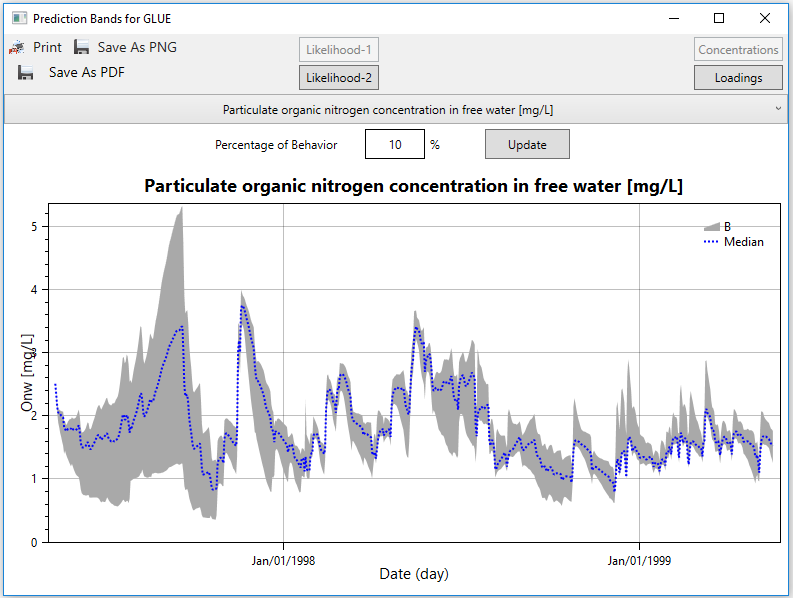 Prediction Bands for GLUE
Print Save As PNG
Save As PDF
Likelihood-1
Likelihood-2
Concentrations
Loadings
Particulate organic nitrogen concentration in free water [mg/L]
Percentage of Behavior 10 % Update
Particulate organic nitrogen concentration in free water [mg/L]
B
Median
Onw [mg/L]
5
4
3
2
1
0
Jan/01/1998 Jan/01/1999
Date (day)